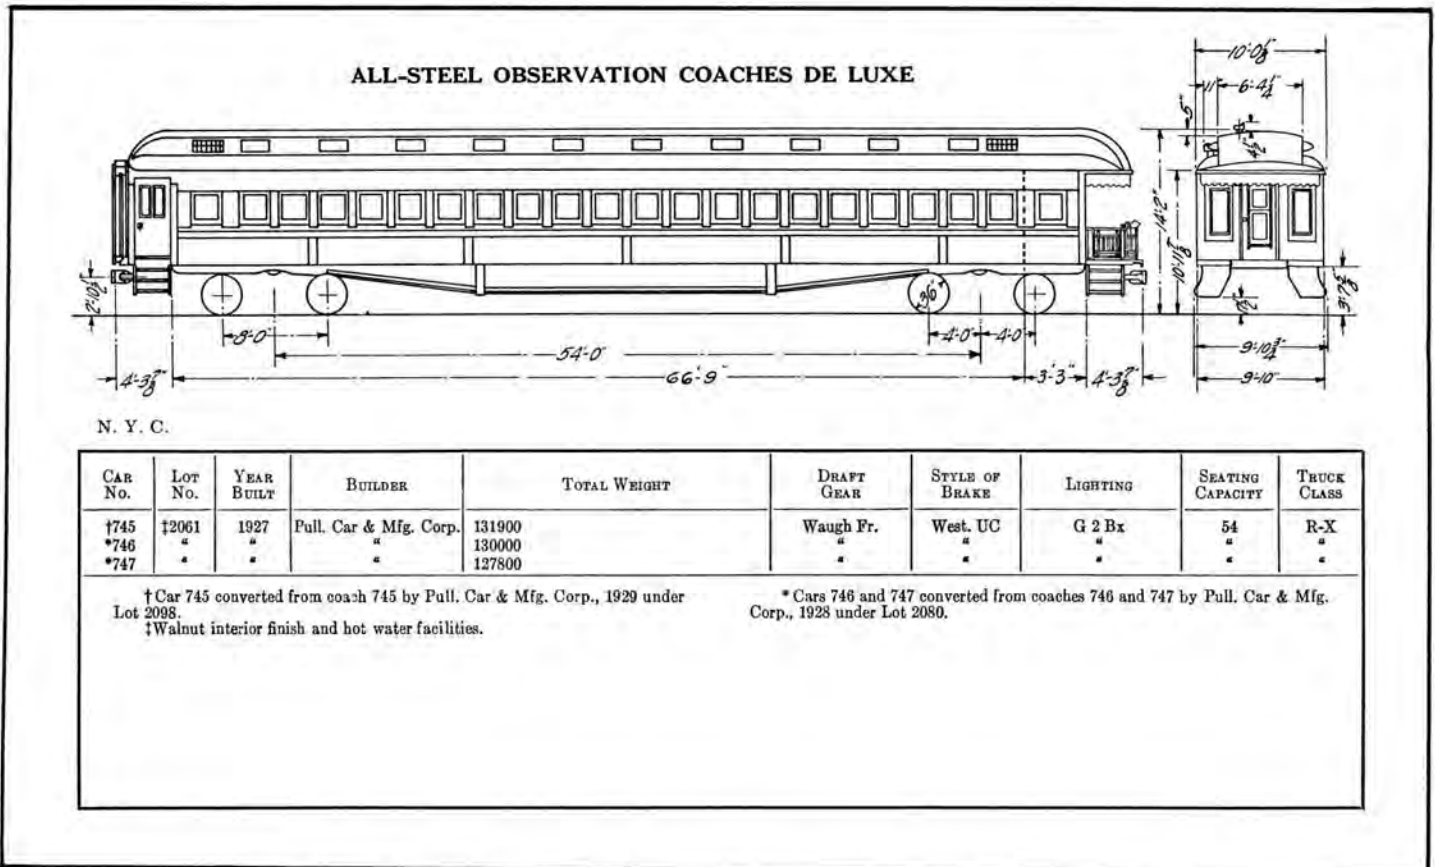 ALL-STEEL OBSERVATION COACHES DE LUXE
10'-0⅛"
11" 6'-4¼"
5"
4½"
14'-2"
10'-11⅞"
2'-10½"
36"
8'-0"
4'-0" 4'-0"
54'-0"
9'-10¾"
4'-3⅞" 66'-9" 3'-3" 4'-3⅞" 9'-10"
N. Y. C.
CAR No. LOT No. YEAR BUILT BUILDER TOTAL WEIGHT DRAFT GEAR STYLE OF BRAKE LIGHTING SEATING CAPACITY TRUCK CLASS
†745 ‡2061 1927 Pull. Car & Mfg. Corp. 131900 Waugh Fr. West. UC G 2 Bx 54 R-X
*746 " " " 130000 " " " " "
*747 " " " 127800 " " " " "
† Car 745 converted from coach 745 by Pull. Car & Mfg. Corp., 1929 under
Lot 2098.
‡Walnut interior finish and hot water facilities.
* Cars 746 and 747 converted from coaches 746 and 747 by Pull. Car & Mfg.
Corp., 1928 under Lot 2080.